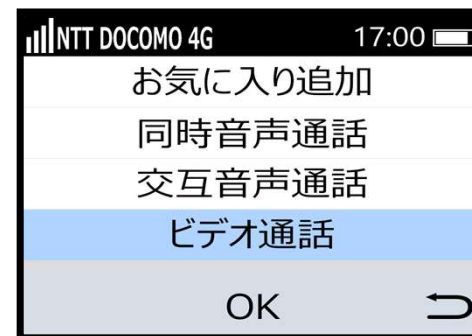 NTT DOCOMO 4G 17:00
お気に入り追加
同時音声通話
交互音声通話
ビデオ通話
OK